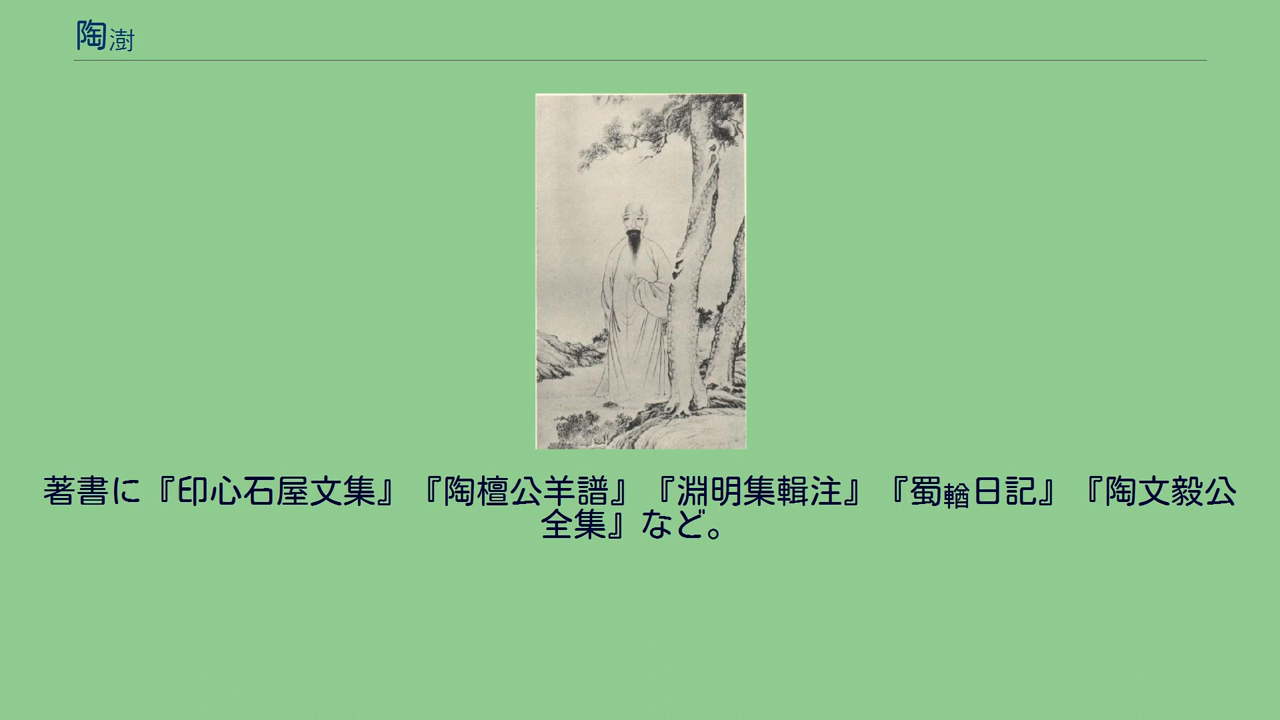 陶澍
著書に『印心石屋文集』『陶檀公羊譜』『淵明集輯注』『蜀輶日記』『陶文毅公
全集』など。